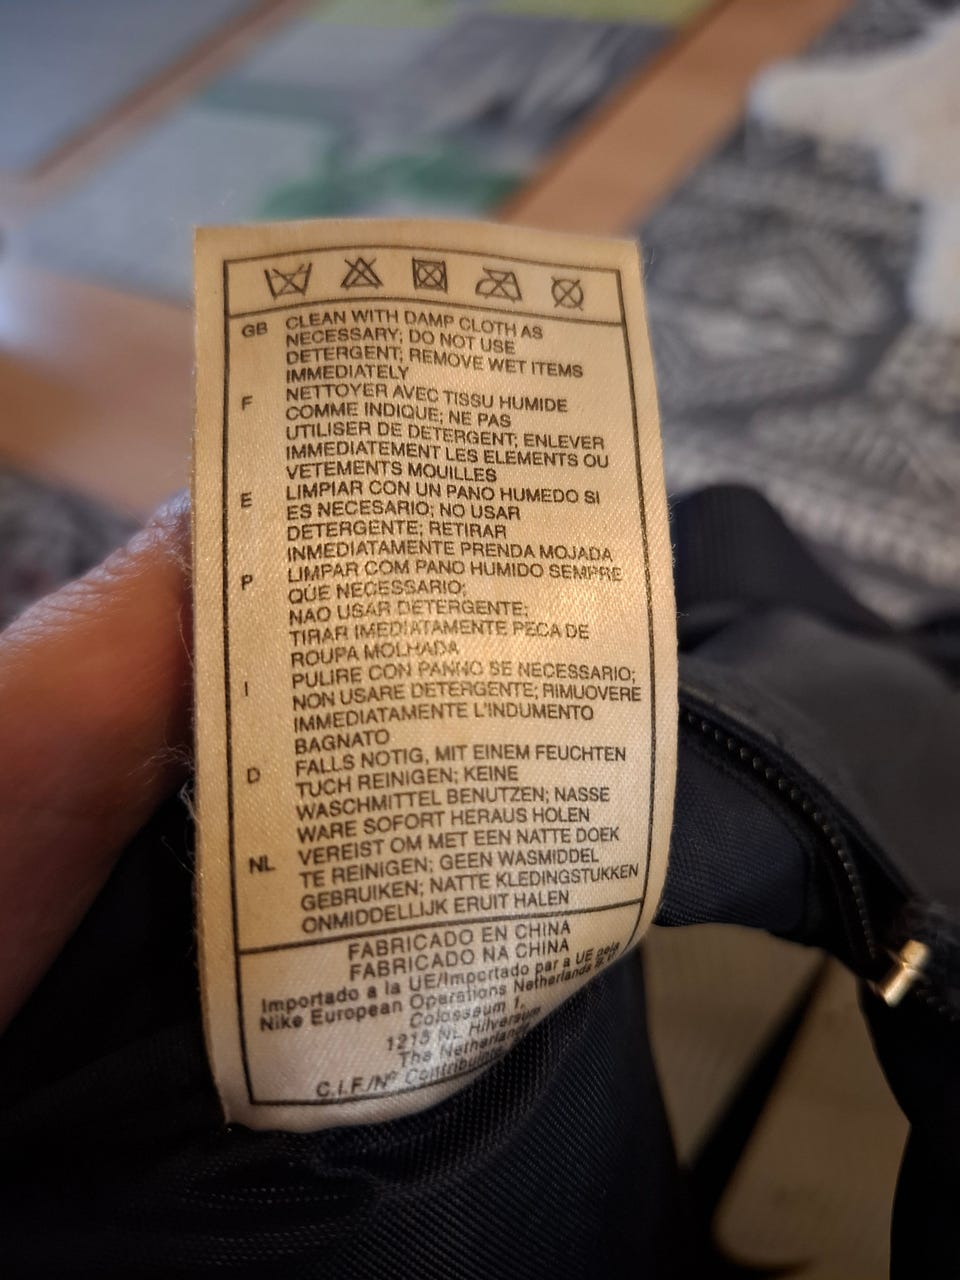 GB CLEAN WITH DAMP CLOTH AS
NECESSARY; DO NOT USE
DETERGENT; REMOVE WET ITEMS
IMMEDIATELY
F NETTOYER AVEC TISSU HUMIDE
COMME INDIQUE; NE PAS
UTILISER DE DETERGENT; ENLEVER
IMMEDIATEMENT LES ELEMENTS OU
VETEMENTS MOUILLES
E LIMPIAR CON UN PANO HUMEDO SI
ES NECESARIO; NO USAR
DETERGENTE; RETIRAR
INMEDIATAMENTE PRENDA MOJADA
P LIMPAR COM PANO HUMIDO SEMPRE
QUE NECESSARIO;
NAO USAR DETERGENTE;
TIRAR IMEDIATAMENTE PECA DE
ROUPA MOLHADA
I PULIRE CON PANNO SE NECESSARIO;
NON USARE DETERGENTE; RIMUOVERE
IMMEDIATAMENTE L'INDUMENTO
BAGNATO
D FALLS NOTIG, MIT EINEM FEUCHTEN
TUCH REINIGEN; KEINE
WASCHMITTEL BENUTZEN; NASSE
WARE SOFORT HERAUS HOLEN
NL VEREIST OM MET EEN NATTE DOEK
TE REINIGEN; GEEN WASMIDDEL
GEBRUIKEN; NATTE KLEDINGSTUKKEN
ONMIDDELLIJK ERUIT HALEN
FABRICADO EN CHINA
FABRICADO NA CHINA
Importado a la UE/Importado par a UE pela
Nike European Operations Netherlands
Colosseum 1,
1213 NL Hilversum
The Netherlands
C.I.F./Nº